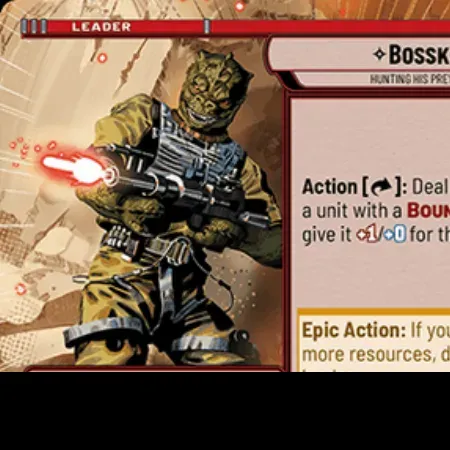 LEADER
BOSSK
HUNTING HIS PREY
Action [ ]: Deal
a unit with a BOUN
give it +1/+0 for th
Epic Action: If you
more resources, d